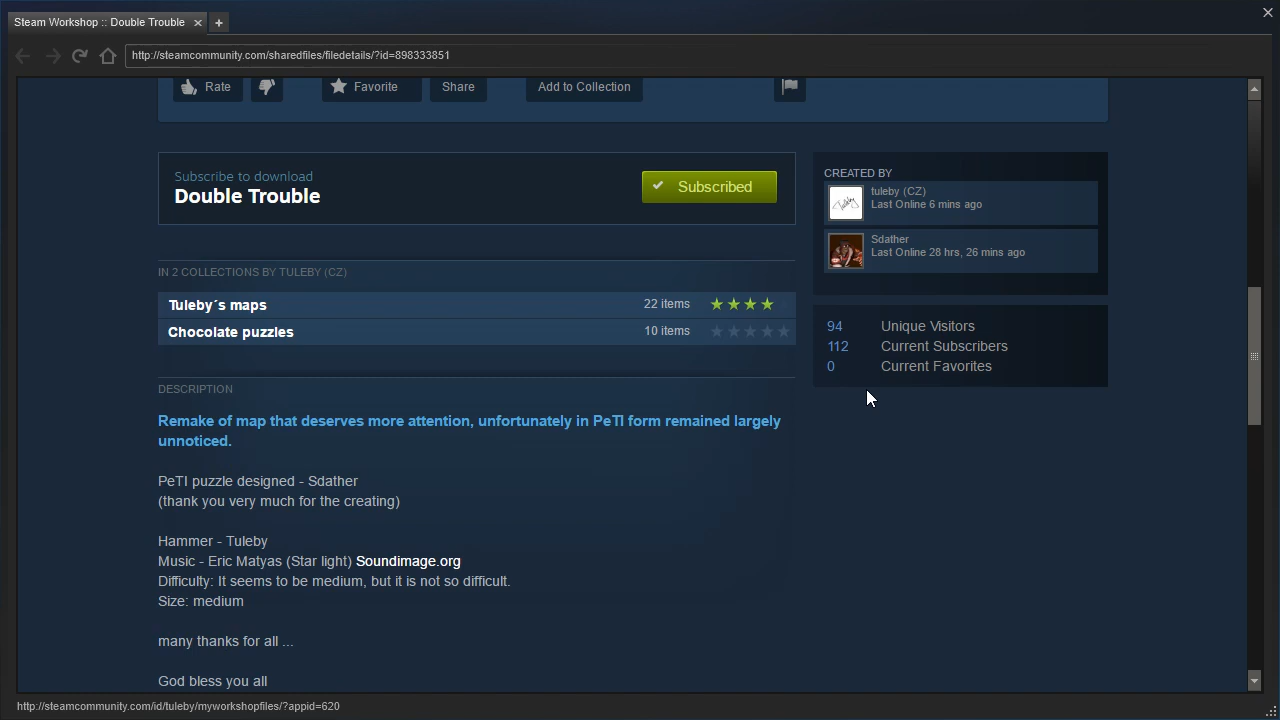 Steam Workshop :: Double Trouble
http://steamcommunity.com/sharedfiles/filedetails/?id=898333851
Rate
Favorite
Share
Add to Collection
Subscribe to download
Double Trouble
Subscribed
CREATED BY
tuleby (CZ)
Last Online 6 mins ago
Sdather
Last Online 28 hrs, 26 mins ago
IN 2 COLLECTIONS BY TULEBY (CZ)
Tuleby´s maps 22 items
Chocolate puzzles 10 items
94 Unique Visitors
112 Current Subscribers
0 Current Favorites
DESCRIPTION
Remake of map that deserves more attention, unfortunately in PeTI form remained largely
unnoticed.
PeTI puzzle designed - Sdather
(thank you very much for the creating)
Hammer - Tuleby
Music - Eric Matyas (Star light) Soundimage.org
Difficulty: It seems to be medium, but it is not so difficult.
Size: medium
many thanks for all ...
God bless you all
http://steamcommunity.com/id/tuleby/myworkshopfiles/?appid=620